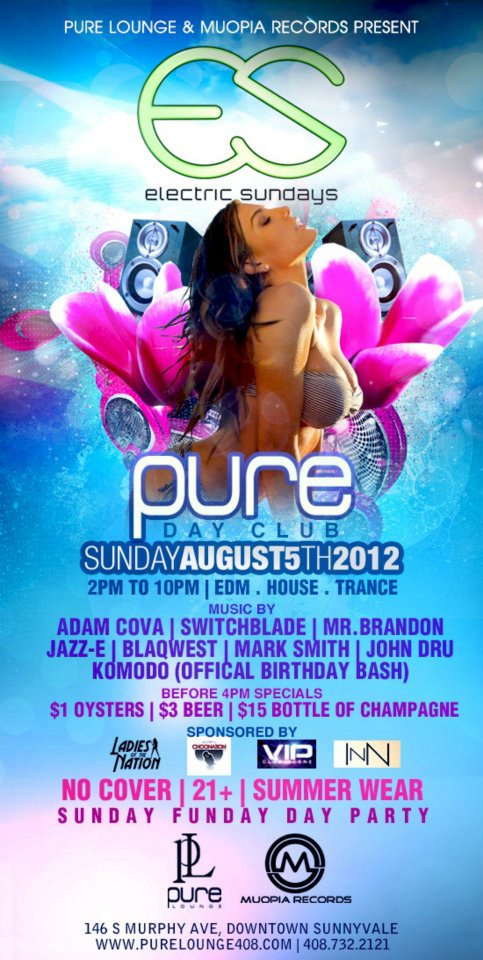 PURE LOUNGE & MUOPIA RECORDS PRESENT
ES
electric sundays
pure
DAY CLUB
SUNDAYAUGUST5TH2012
2PM TO 10PM | EDM . HOUSE . TRANCE
MUSIC BY
ADAM COVA | SWITCHBLADE | MR.BRANDON
JAZZ-E | BLAQWEST | MARK SMITH | JOHN DRU
KOMODO (OFFICAL BIRTHDAY BASH)
BEFORE 4PM SPECIALS
$1 OYSTERS | $3 BEER | $15 BOTTLE OF CHAMPAGNE
SPONSORED BY
LADIES OF THE NATION
CHOONATION
VIP
INN
NO COVER | 21+ | SUMMER WEAR
SUNDAY FUNDAY DAY PARTY
PL
M
pure
LOUNGE
MUOPIA RECORDS
146 S MURPHY AVE, DOWNTOWN SUNNYVALE
WWW.PURELOUNGE408.COM | 408.732.2121